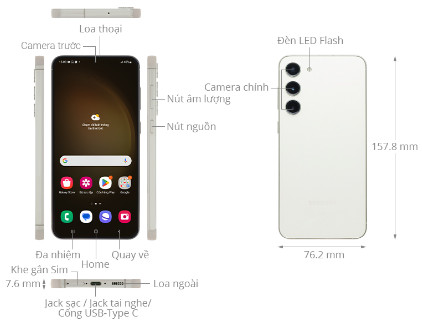 Loa thoại
Camera trước
Đèn LED Flash
Camera chính
Nút âm lượng
Nút nguồn
157.8 mm
Google
Đa nhiệm
Quay về
Home
76.2 mm
Khe gắn Sim
7.6 mm
Loa ngoài
Jack sạc / Jack tai nghe/
Cổng USB-Type C